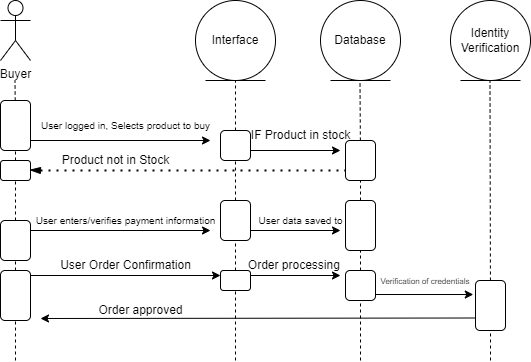 Interface
Database
Identity
Verification
Buyer
User logged in, Selects product to buy
IF Product in stock
Product not in Stock
User enters/verifies payment information
User data saved to
User Order Confirmation
Order processing
Verification of credentials
Order approved